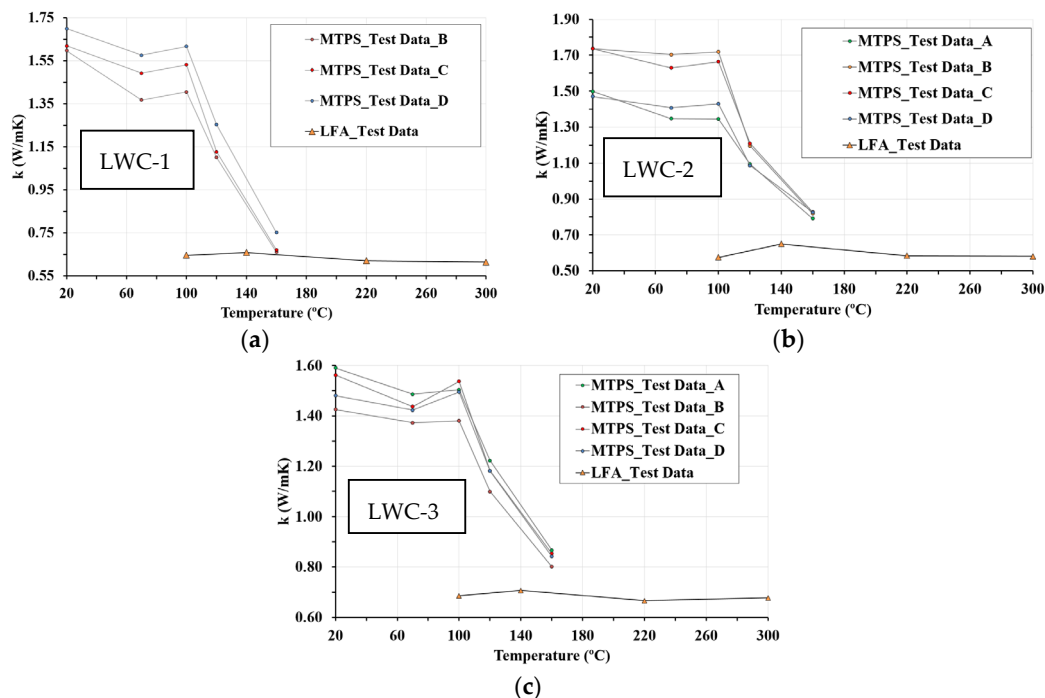 1.75
1.55
1.35
1.15
0.95
0.75
0.55
k (W/mK)
MTPS_Test Data_B
MTPS_Test Data_C
MTPS_Test Data_D
LFA_Test Data
LWC-1
20 60 100 140 180 220 260 300
Temperature (ºC)
(a)
1.90
1.70
1.50
1.30
1.10
0.90
0.70
0.50
k (W/mK)
MTPS_Test Data_A
MTPS_Test Data_B
MTPS_Test Data_C
MTPS_Test Data_D
LFA_Test Data
LWC-2
20 60 100 140 180 220 260 300
Temperature (ºC)
(b)
1.60
1.40
1.20
1.00
0.80
0.60
k (W/mK)
MTPS_Test Data_A
MTPS_Test Data_B
MTPS_Test Data_C
MTPS_Test Data_D
LFA_Test Data
LWC-3
20 60 100 140 180 220 260 300
Temperature (ºC)
(c)